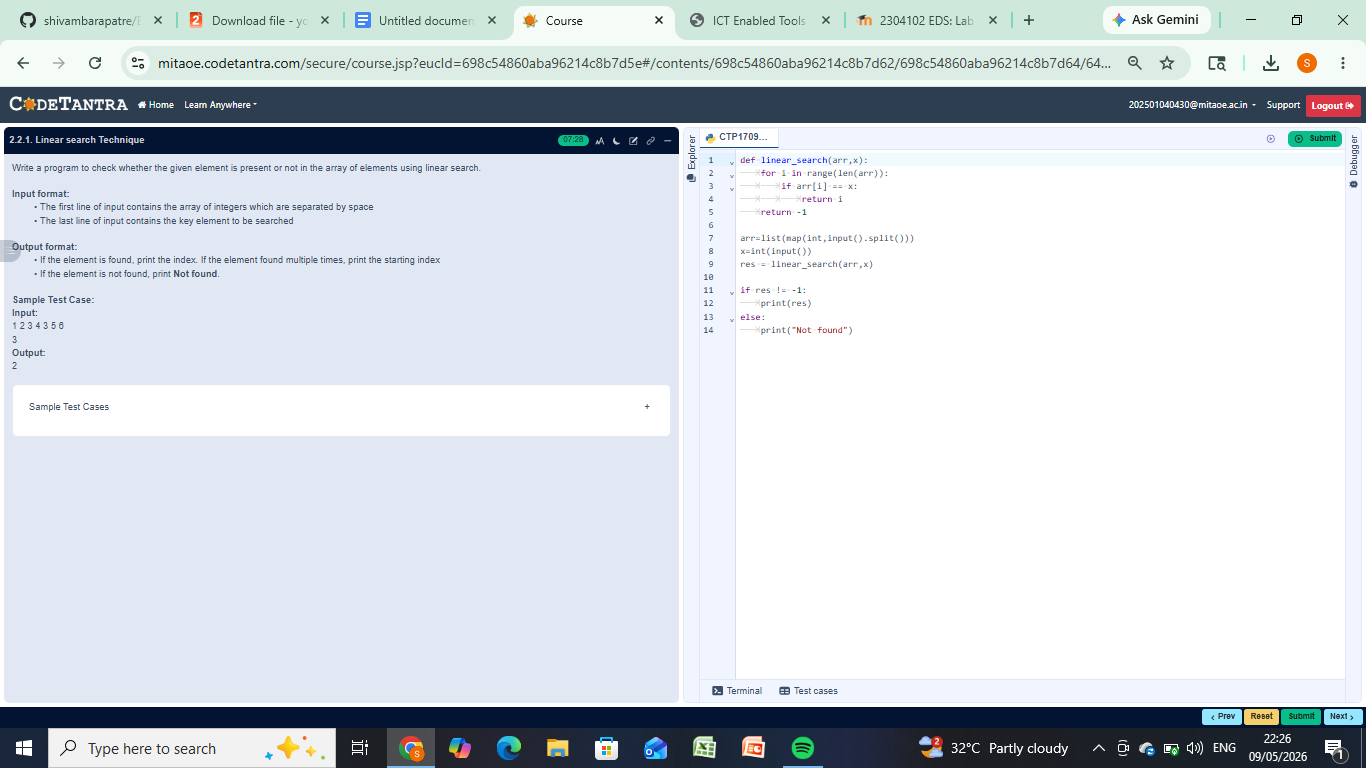 shivambarapatre/E
Download file - yo
Untitled documen
Course
ICT Enabled Tools
2304102 EDS: Lab
Ask Gemini
mitaoe.codetantra.com/secure/course.jsp?eucId=698c54860aba96214c8b7d5e#/contents/698c54860aba96214c8b7d62/698c54860aba96214c8b7d64/64...
S
CODETANTRA
Home
Learn Anywhere
202501040430@mitaoe.ac.in
Support
Logout
2.2.1. Linear search Technique
07:28
AA
Write a program to check whether the given element is present or not in the array of elements using linear search.
Input format:
• The first line of input contains the array of integers which are separated by space
• The last line of input contains the key element to be searched
Output format:
• If the element is found, print the index. If the element found multiple times, print the starting index
• If the element is not found, print Not found.
Sample Test Case:
Input:
1 2 3 4 3 5 6
3
Output:
2
Sample Test Cases
+
Explorer
CTP1709...
Submit
Debugger
1 def linear_search(arr,x):
2 for i in range(len(arr)):
3 if arr[i] == x:
4 return i
5 return -1
6
7 arr=list(map(int,input().split()))
8 x=int(input())
9 res = linear_search(arr,x)
10
11 if res != -1:
12 print(res)
13 else:
14 print("Not found")
Terminal
Test cases
‹ Prev
Reset
Submit
Next ›
Type here to search
32°C Partly cloudy
2
ENG
22:26
09/05/2026
1